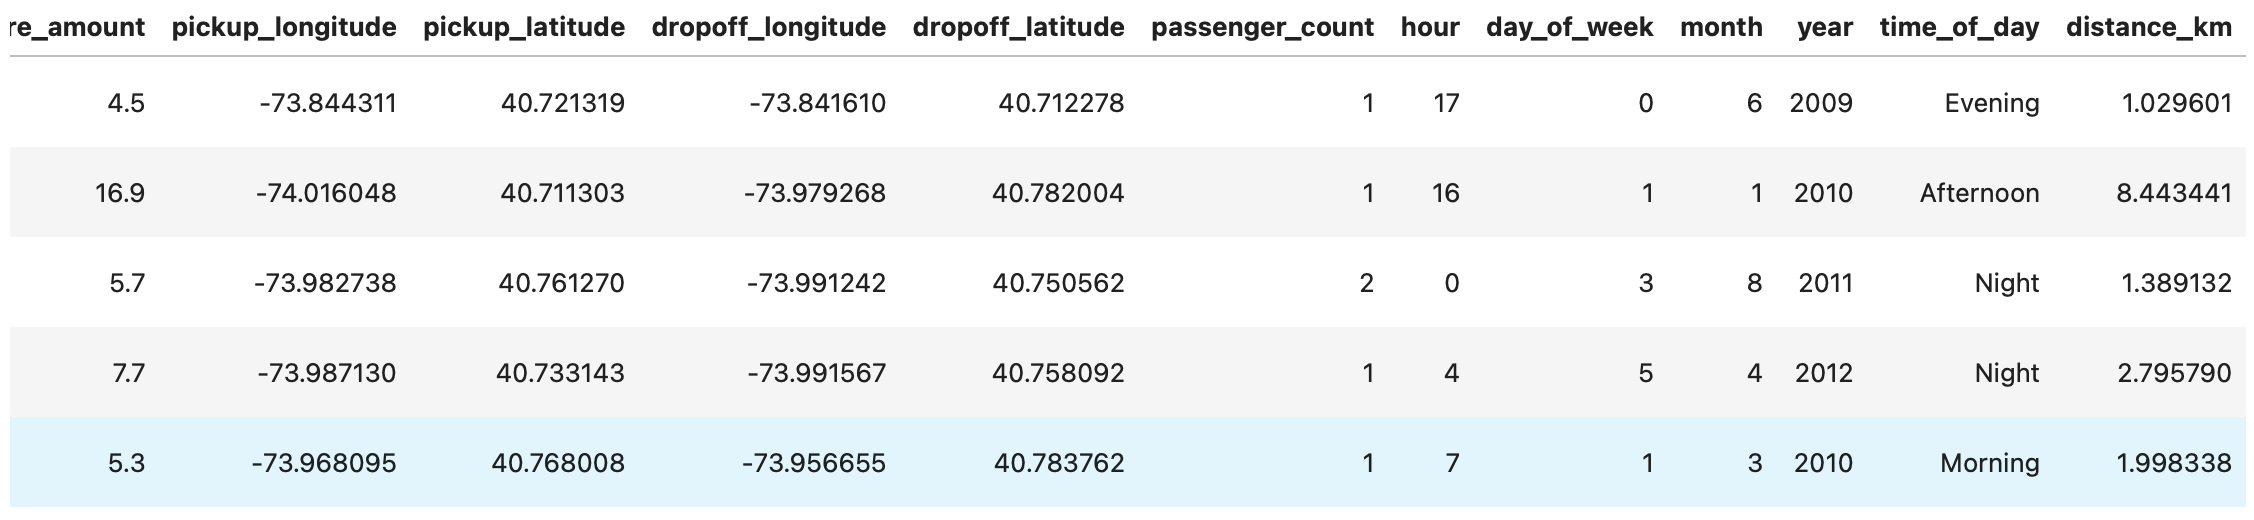 re_amount pickup_longitude pickup_latitude dropoff_longitude dropoff_latitude passenger_count hour day_of_week month year time_of_day distance_km
4.5 -73.844311 40.721319 -73.841610 40.712278 1 17 0 6 2009 Evening 1.029601
16.9 -74.016048 40.711303 -73.979268 40.782004 1 16 1 1 2010 Afternoon 8.443441
5.7 -73.982738 40.761270 -73.991242 40.750562 2 0 3 8 2011 Night 1.389132
7.7 -73.987130 40.733143 -73.991567 40.758092 1 4 5 4 2012 Night 2.795790
5.3 -73.968095 40.768008 -73.956655 40.783762 1 7 1 3 2010 Morning 1.998338